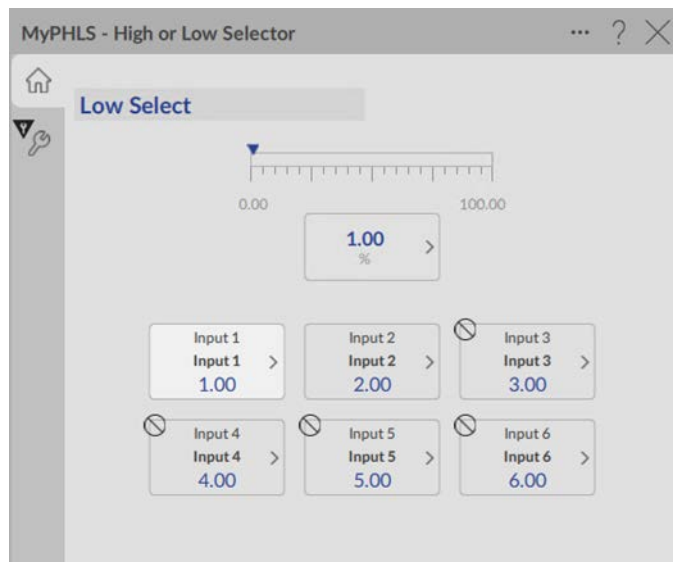 MyPHLS - High or Low Selector
... ?
Low Select
0.00 100.00
1.00
%
Input 1 Input 2 Input 3
Input 1 Input 2 Input 3
1.00 2.00 3.00
Input 4 Input 5 Input 6
Input 4 Input 5 Input 6
4.00 5.00 6.00